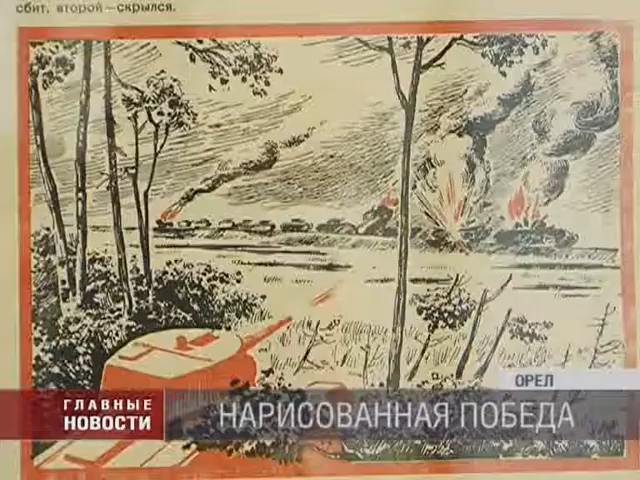 сбит, второй—скрылся.
ОРЕЛ
ГЛАВНЫЕ
НОВОСТИ
НАРИСОВАННАЯ ПОБЕДА